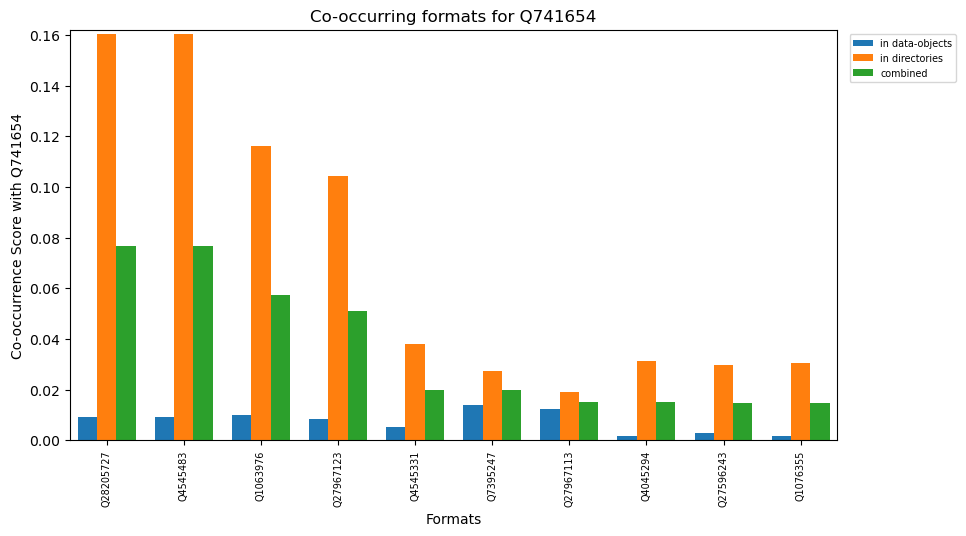 Co-occurring formats for Q741654
in data-objects
in directories
combined
Co-occurrence Score with Q741654
0.16
0.14
0.12
0.10
0.08
0.06
0.04
0.02
0.00
Q28205727
Q4545483
Q1063976
Q27967123
Q4545331
Q7395247
Q27967113
Q4045294
Q27596243
Q1076355
Formats